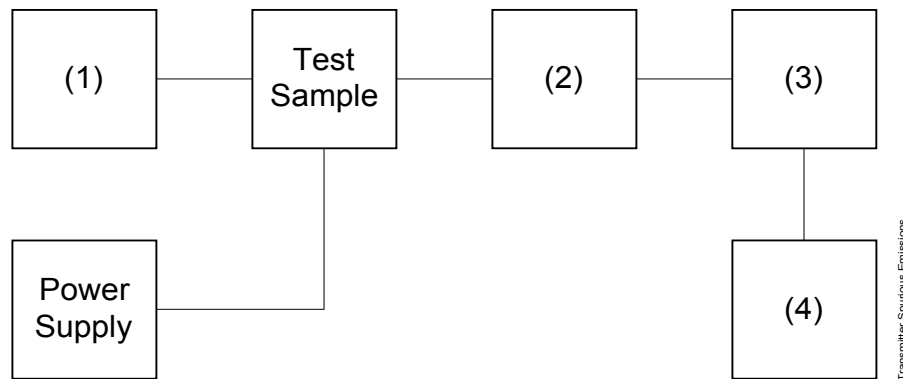 (1)
Test
Sample
(2)
(3)
Power
Supply
(4)
Transmitter Spurious Emissions